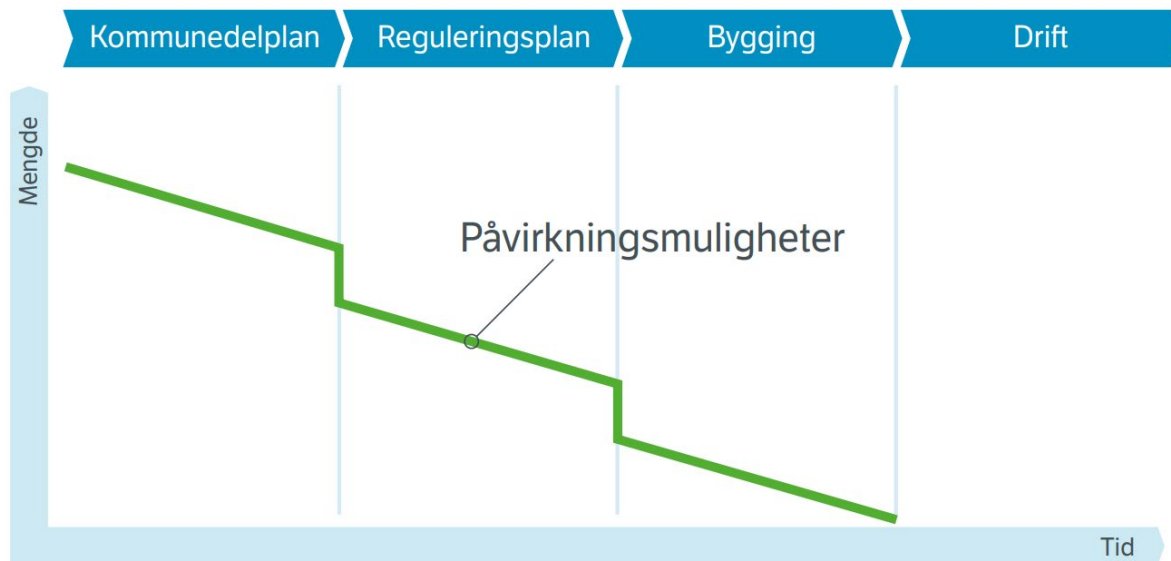 Kommunedelplan
Reguleringsplan
Bygging
Drift
Mengde
Påvirkningsmuligheter
Tid